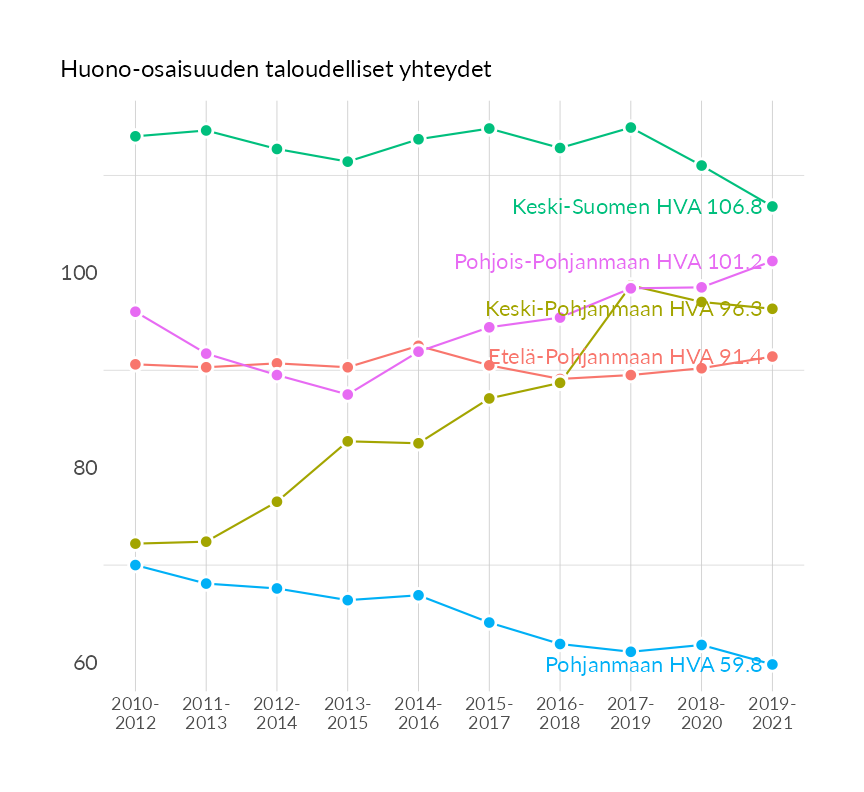 Huono-osaisuuden taloudelliset yhteydet
Keski-Suomen HVA 106.8
Pohjois-Pohjanmaan HVA 101.2
100
Keski-Pohjanmaan HVA 96.3
Etelä-Pohjanmaan HVA 91.4
80
60
Pohjanmaan HVA 59.8
2010- 2011- 2012- 2013- 2014- 2015- 2016- 2017- 2018- 2019-
2012 2013 2014 2015 2016 2017 2018 2019 2020 2021